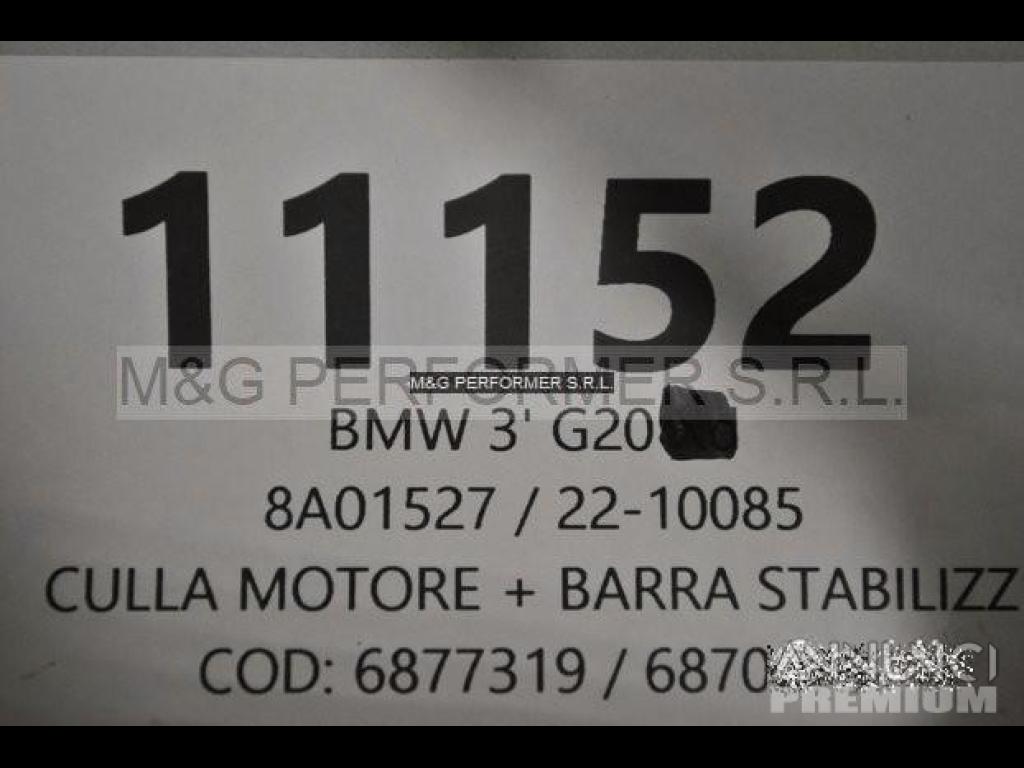 11152
M&G PERFORMER S.R.L.
M&G PERFORMER S.R.L.
BMW 3' G20
8A01527 / 22-10085
CULLA MOTORE + BARRA STABILIZZ
COD: 6877319 / 6870
PREMIUM